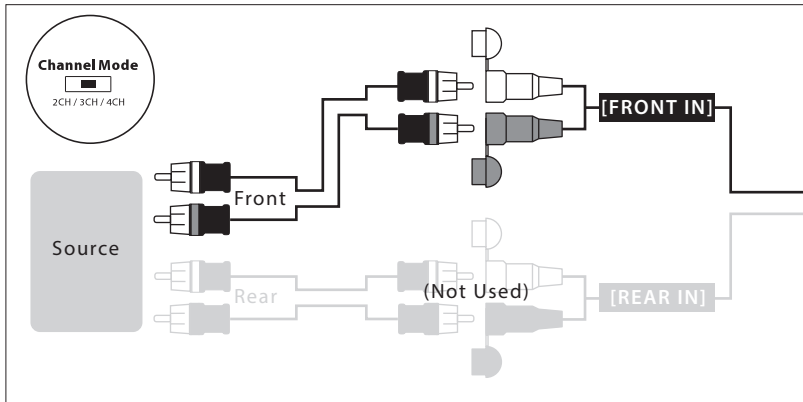 Channel Mode
2CH / 3CH / 4CH
[FRONT IN]
Front
Source
Rear
(Not Used)
[REAR IN]